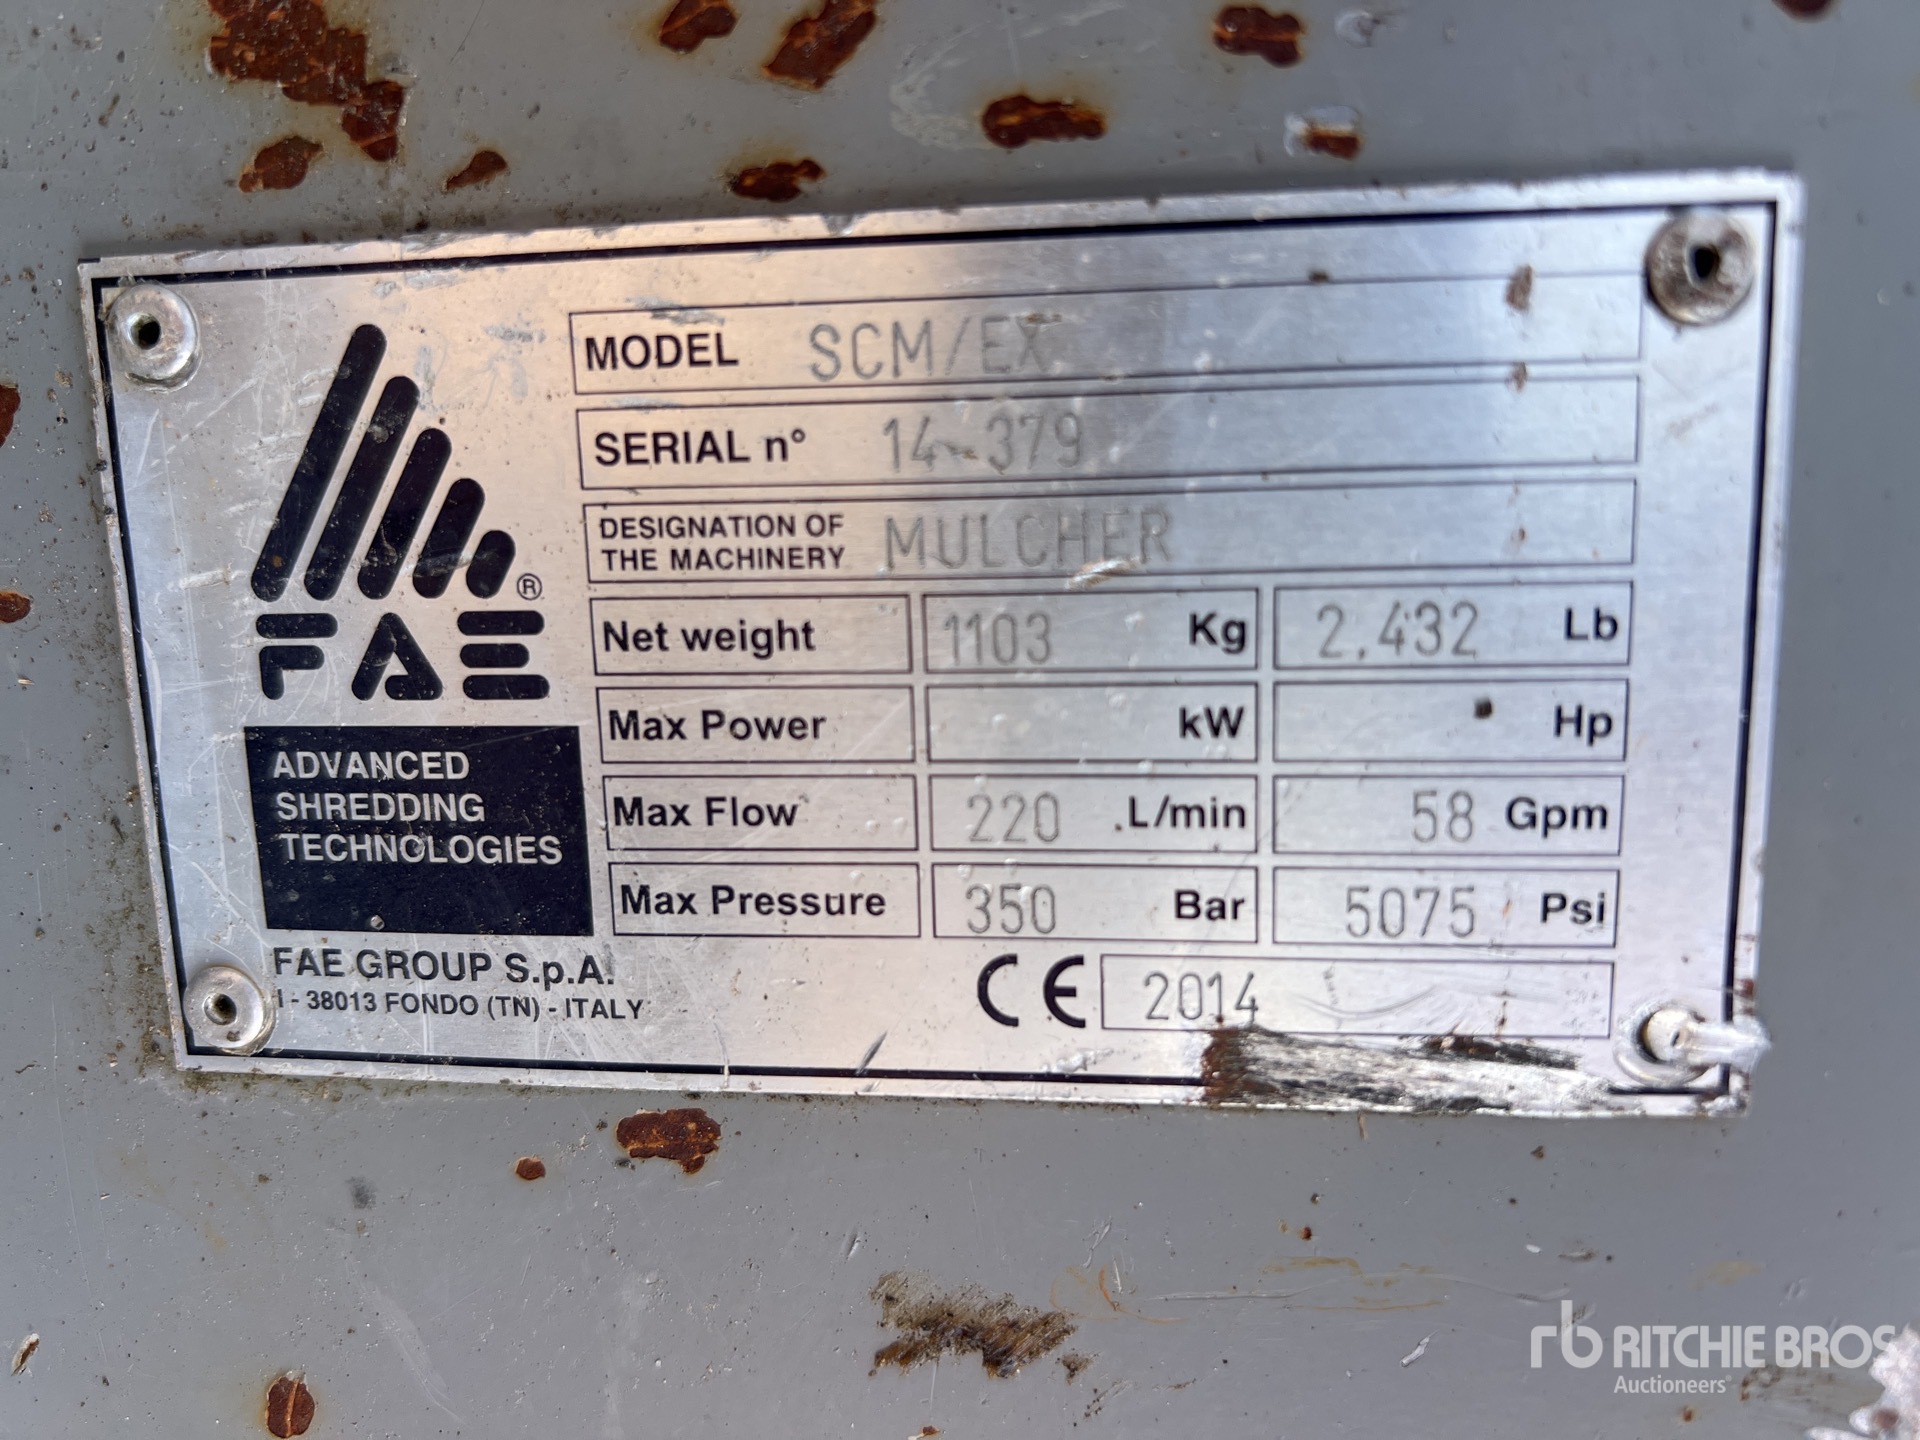 MODEL SCM/EX
SERIAL n° 14-379
DESIGNATION OF THE MACHINERY MULCHER
Net weight 1103 Kg 2.432 Lb
Max Power kW Hp
Max Flow 220 L/min 58 Gpm
Max Pressure 350 Bar 5075 Psi
CE 2014
FAE®
ADVANCED
SHREDDING
TECHNOLOGIES
FAE GROUP S.p.A.
I - 38013 FONDO (TN) - ITALY
rb RITCHIE BROS
Auctioneers